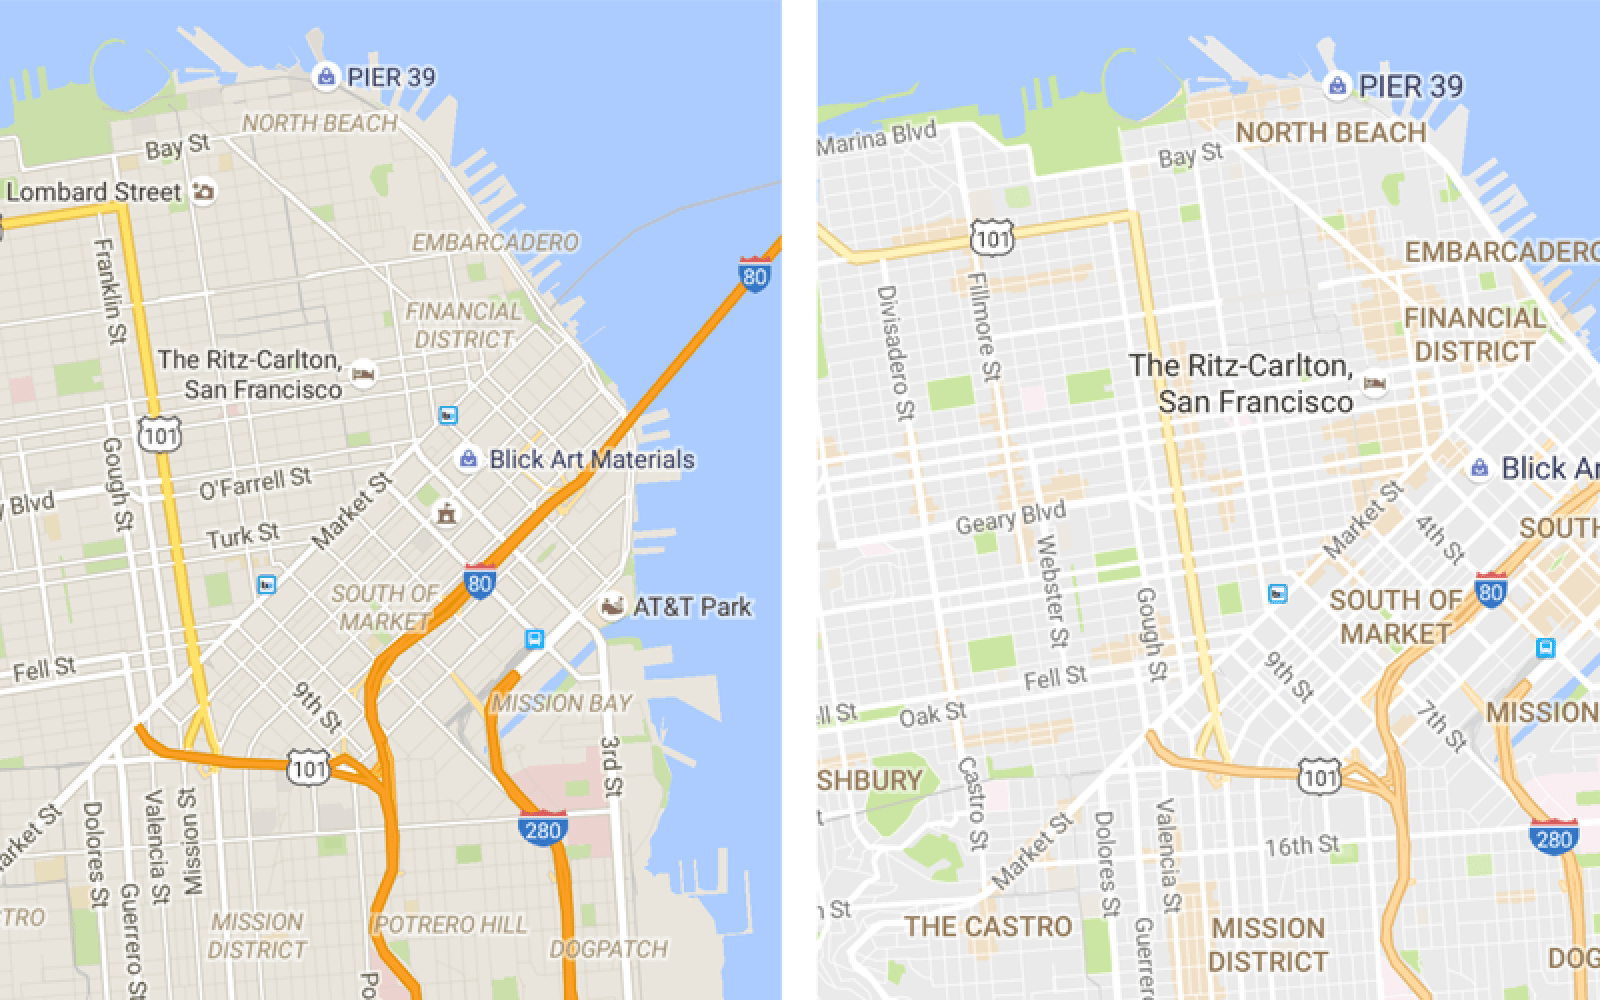 PIER 39
NORTH BEACH
Bay St
Lombard Street
EMBARCADERO
80
Franklin St
FINANCIAL
DISTRICT
The Ritz-Carlton,
San Francisco
101
Gough St
Blick Art Materials
O'Farrell St
Market St
y Blvd
Turk St
80
SOUTH OF
MARKET
AT&T Park
Fell St
9th St
MISSION BAY
3rd St
101
Mission St
Valencia St
Dolores St
arket St
280
Guerrero St
TRO
MISSION
DISTRICT
POTRERO HILL
DOGPATCH
Po
PIER 39
Marina Blvd
NORTH BEACH
Bay St
101
EMBARCADERO
Divisadero St
Fillmore St
FINANCIAL
DISTRICT
The Ritz-Carlton,
San Francisco
Blick Ar
Geary Blvd
Market St
4th St
SOUTH
Webster St
80
Gough St
SOUTH OF
MARKET
Fell St
9th St
ll St
Oak St
7th St
MISSION
SHBURY
Castro St
101
t
Market St
Dolores St
Valencia St
16th St
280
n St
THE CASTRO
Guerrero
MISSION
DISTRICT
DOG